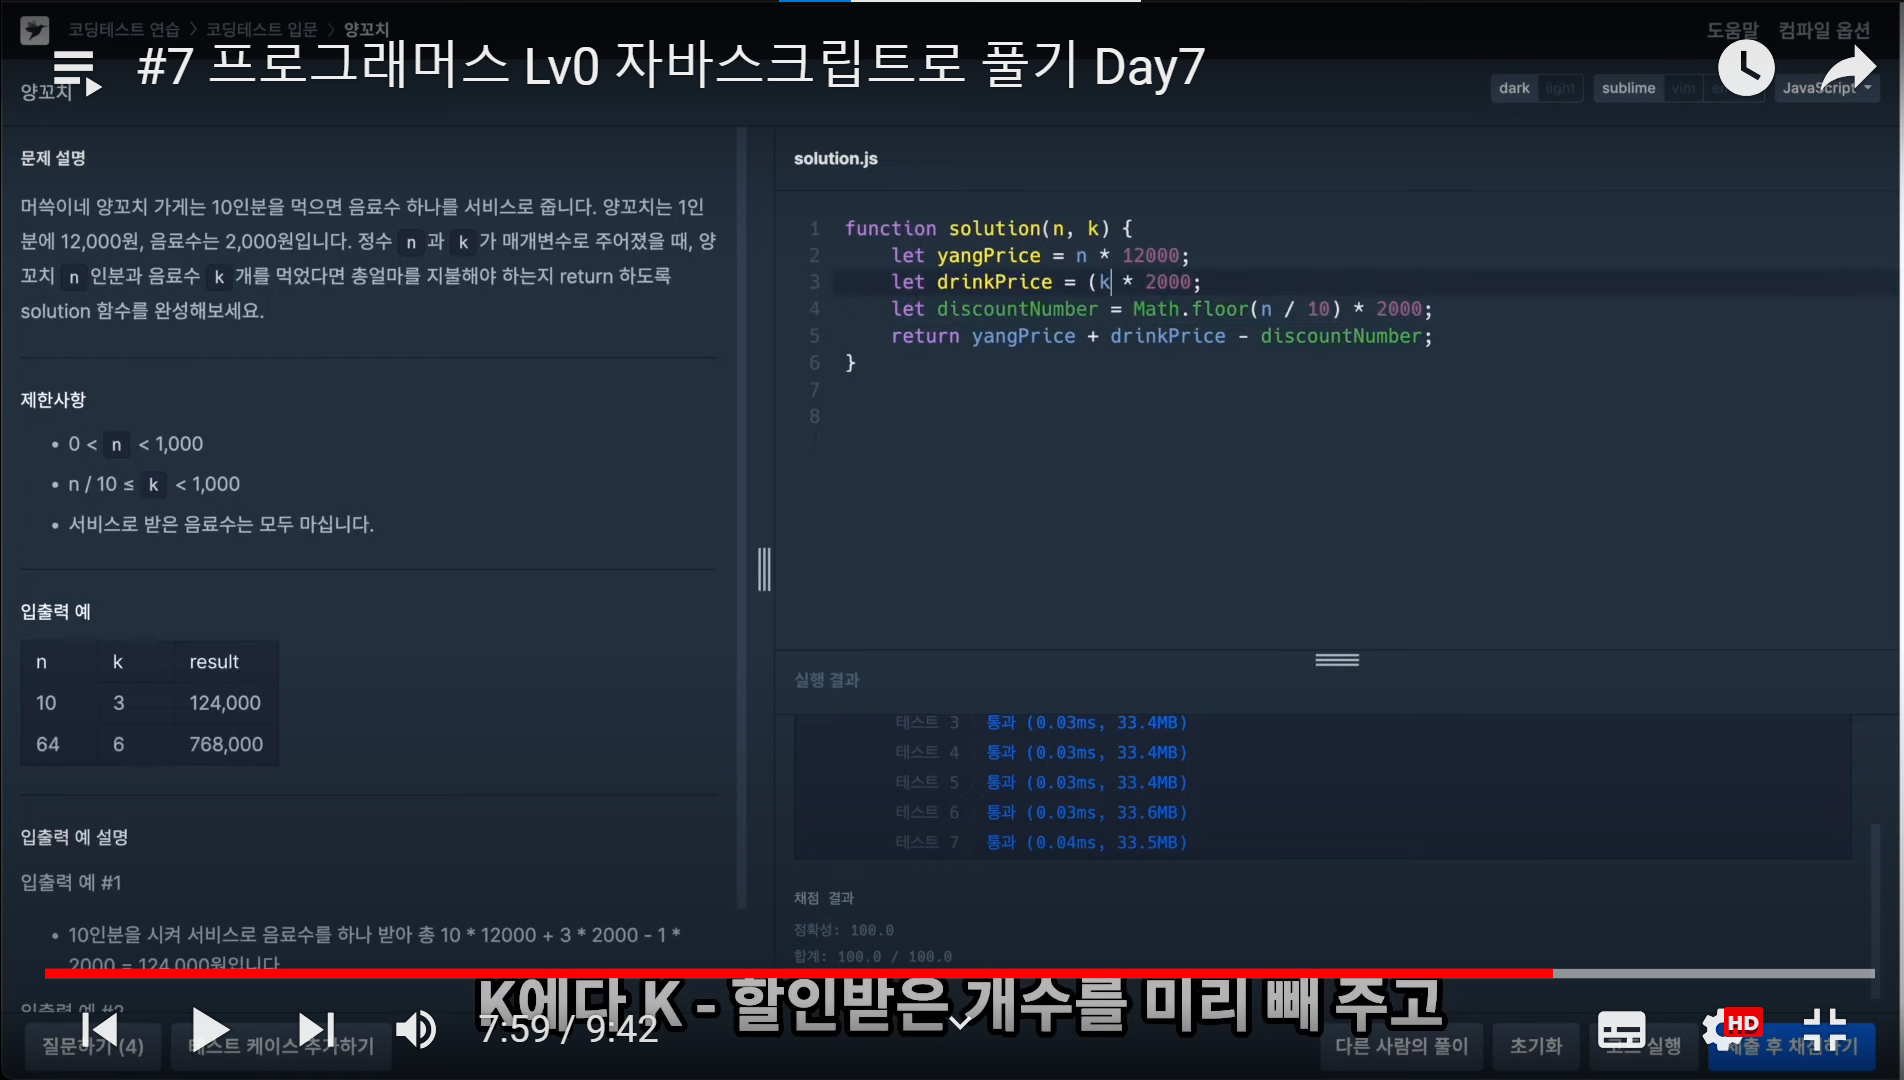 코딩테스트 연습 > 코딩테스트 입문 > 양꼬치
도움말 컴파일 옵션
#7 프로그래머스 Lv0 자바스크립트로 풀기 Day7
양꼬치
dark light sublime vim JavaScript
문제 설명
머쓱이네 양꼬치 가게는 10인분을 먹으면 음료수 하나를 서비스로 줍니다. 양꼬치는 1인
분에 12,000원, 음료수는 2,000원입니다. 정수 n 과 k 가 매개변수로 주어졌을 때, 양
꼬치 n 인분과 음료수 k 개를 먹었다면 총얼마를 지불해야 하는지 return 하도록
solution 함수를 완성해보세요.
제한사항
• 0 < n < 1,000
• n / 10 ≤ k < 1,000
• 서비스로 받은 음료수는 모두 마십니다.
입출력 예
n k result
10 3 124,000
64 6 768,000
입출력 예 설명
입출력 예 #1
• 10인분을 시켜 서비스로 음료수를 하나 받아 총 10 * 12000 + 3 * 2000 - 1 *
2000 = 124,000원입니다
입출력 예 #2
solution.js
1 function solution(n, k) {
2 let yangPrice = n * 12000;
3 let drinkPrice = (k * 2000;
4 let discountNumber = Math.floor(n / 10) * 2000;
5 return yangPrice + drinkPrice - discountNumber;
6 }
7
8
실행 결과
테스트 3 통과 (0.03ms, 33.4MB)
테스트 4 통과 (0.03ms, 33.4MB)
테스트 5 통과 (0.03ms, 33.4MB)
테스트 6 통과 (0.03ms, 33.6MB)
테스트 7 통과 (0.04ms, 33.5MB)
채점 결과
정확성: 100.0
합계: 100.0 / 100.0
K에다 K - 할인받은 개수를 미리 빼 주고
7:59 / 9:42
HD
질문하기 (4) 테스트 케이스 추가하기
다른 사람의 풀이 초기화 코드 실행 제출 후 채점하기